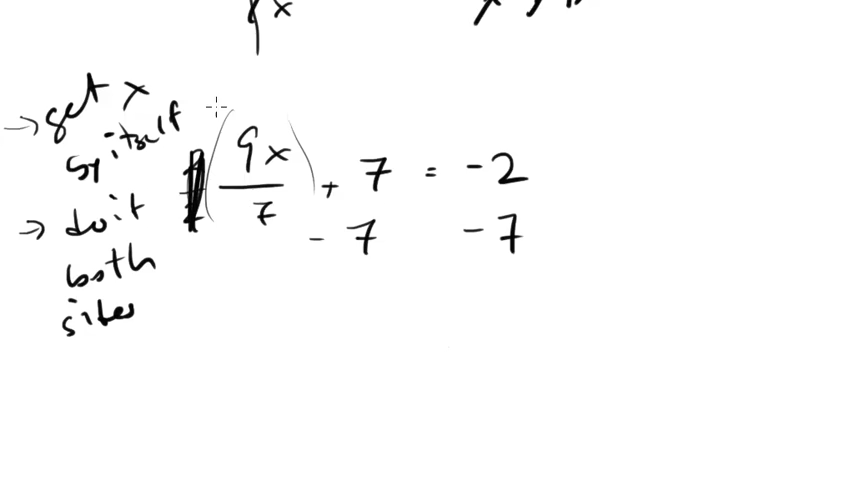 → get x
by itself
→ do it
both
sides
(9x/7) + 7 = -2
- 7 -7